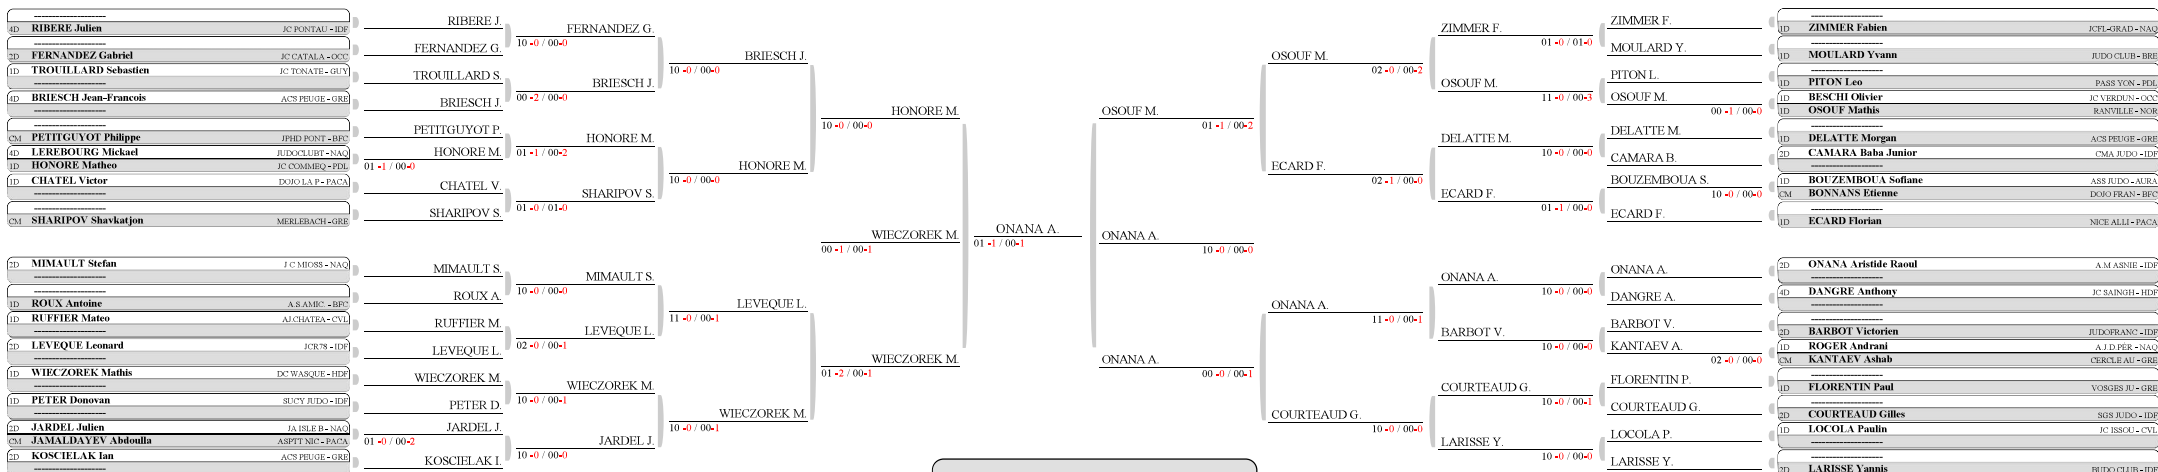 --------------------
4D RIBERE Julien JC PONTAU - IDF
--------------------
2D FERNANDEZ Gabriel JC CATALA - OCC
1D TROUILLARD Sebastien JC TONATE - GUY
--------------------
4D BRIESCH Jean-Francois ACS PEUGE - GRE
--------------------
--------------------
CM PETITGUYOT Philippe JPHD PONT - BFC
4D LEREBOURG Mickael JUDOCLUBT - NAQ
1D HONORE Matheo JC COMMEQ - PDL
1D CHATEL Victor DOJO LA P - PACA
--------------------
--------------------
CM SHARIPOV Shavkatjon MERLEBACH - GRE
2D MIMAULT Stefan J C MIOSS - NAQ
--------------------
--------------------
1D ROUX Antoine A.S.AMIC. - BFC
1D RUFFIER Mateo AJ.CHATEA - CVL
--------------------
2D LEVEQUE Leonard JCR78 - IDF
--------------------
1D WIECZOREK Mathis DC WASQUE - HDF
--------------------
1D PETER Donovan SUCY JUDO - IDF
--------------------
2D JARDEL Julien JA ISLE B - NAQ
CM JAMALDAYEV Abdoulla ASPTT NIC - PACA
2D KOSCIELAK Ian ACS PEUGE - GRE
--------------------
RIBERE J.
FERNANDEZ G.
TROUILLARD S.
BRIESCH J.
PETITGUYOT P.
HONORE M.
01 -1 / 00-0
CHATEL V.
SHARIPOV S.
MIMAULT S.
ROUX A.
RUFFIER M.
LEVEQUE L.
WIECZOREK M.
PETER D.
JARDEL J.
01 -0 / 00-2
KOSCIELAK I.
FERNANDEZ G.
10 -0 / 00-0
BRIESCH J.
00 -2 / 00-0
HONORE M.
01 -1 / 00-2
SHARIPOV S.
01 -0 / 01-0
MIMAULT S.
10 -0 / 00-0
LEVEQUE L.
02 -0 / 00-1
WIECZOREK M.
10 -0 / 00-1
JARDEL J.
10 -0 / 00-0
BRIESCH J.
10 -0 / 00-0
HONORE M.
10 -0 / 00-0
LEVEQUE L.
11 -0 / 00-1
WIECZOREK M.
10 -0 / 00-1
HONORE M.
10 -0 / 00-0
WIECZOREK M.
01 -2 / 00-1
WIECZOREK M.
00 -1 / 00-1
ONANA A.
01 -1 / 00-1
OSOUF M.
01 -1 / 00-2
ONANA A.
10 -0 / 00-0
ONANA A.
00 -0 / 00-1
OSOUF M.
02 -0 / 00-2
ECARD F.
02 -1 / 00-0
ONANA A.
11 -0 / 00-1
COURTEAUD G.
10 -0 / 00-0
ZIMMER F.
01 -0 / 01-0
OSOUF M.
11 -0 / 00-3
DELATTE M.
10 -0 / 00-0
ECARD F.
01 -1 / 00-0
ONANA A.
10 -0 / 00-0
BARBOT V.
10 -0 / 00-0
COURTEAUD G.
10 -0 / 00-1
LARISSE Y.
10 -0 / 00-0
ZIMMER F.
MOULARD Y.
PITON L.
OSOUF M.
00 -1 / 00-0
DELATTE M.
CAMARA B.
BOUZEMBOUA S.
10 -0 / 00-0
ECARD F.
ONANA A.
DANGRE A.
BARBOT V.
KANTAEV A.
02 -0 / 00-0
FLORENTIN P.
COURTEAUD G.
LOCOLA P.
LARISSE Y.
--------------------
1D ZIMMER Fabien JCFL-GRAD - NAQ
--------------------
1D MOULARD Yvann JUDO CLUB - BRE
--------------------
1D PITON Leo PASS YON - PDL
1D BESCHI Olivier JC VERDUN - OCC
1D OSOUF Mathis RANVILLE - NOR
--------------------
1D DELATTE Morgan ACS PEUGE - GRE
2D CAMARA Baba Junior CMA JUDO - IDF
--------------------
1D BOUZEMBOUA Sofiane ASS JUDO - AURA
CM BONNANS Etienne DOJO FRAN - BFC
--------------------
1D ECARD Florian NICE ALLI - PACA
2D ONANA Aristide Raoul A.M ASNIE - IDF
--------------------
4D DANGRE Anthony JC SAINGH - HDF
--------------------
--------------------
2D BARBOT Victorien JUDOFRANC - IDF
1D ROGER Andrani A.J.D.PÉR - NAQ
CM KANTAEV Ashab CERCLE AU - GRE
--------------------
1D FLORENTIN Paul VOSGES JU - GRE
--------------------
2D COURTEAUD Gilles SGS JUDO - IDF
1D LOCOLA Paulin JC ISSOU - CVL
--------------------
--------------------
2D LARISSE Yannis BUDO CLUB - IDF